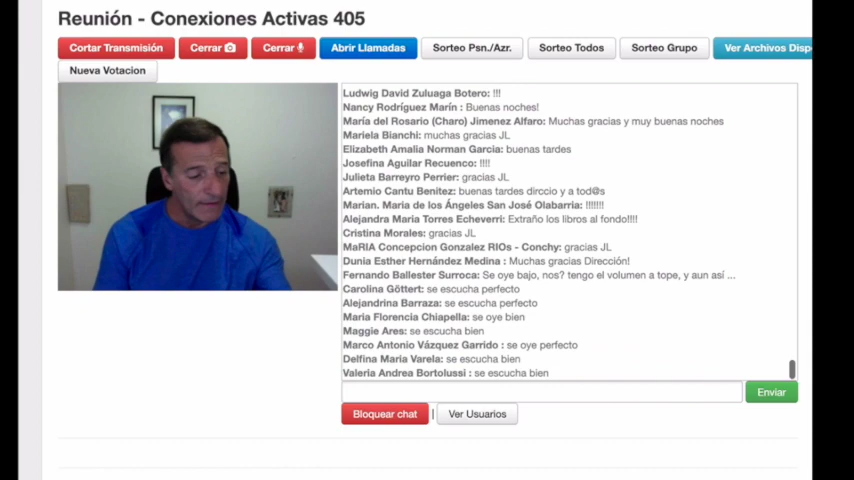 Reunión - Conexiones Activas 405
Cortar Transmisión Cerrar Cerrar Abrir Llamadas Sorteo Psn./Azr. Sorteo Todos Sorteo Grupo Ver Archivos Disp
Nueva Votacion
Ludwig David Zuluaga Botero: !!!
Nancy Rodríguez Marín : Buenas noches!
María del Rosario (Charo) Jimenez Alfaro: Muchas gracias y muy buenas noches
Mariela Bianchi: muchas gracias JL
Elizabeth Amalia Norman Garcia: buenas tardes
Josefina Aguilar Recuenco: !!!!
Julieta Barreyro Perrier: gracias JL
Artemio Cantu Benitez: buenas tardes dirccio y a tod@s
Marian. Maria de los Ángeles San José Olabarria: !!!!!!!
Alejandra Maria Torres Echeverri: Extraño los libros al fondo!!!!
Cristina Morales: gracias JL
MaRIA Concepcion Gonzalez RIOs - Conchy: gracias JL
Dunia Esther Hernández Medina : Muchas gracias Dirección!
Fernando Ballester Surroca: Se oye bajo, nos? tengo el volumen a tope, y aun así ...
Carolina Göttert: se escucha perfecto
Alejandrina Barraza: se escucha perfecto
Maria Florencia Chiapella: se oye bien
Maggie Ares: se escucha bien
Marco Antonio Vázquez Garrido : se oye perfecto
Delfina Maria Varela: se escucha bien
Valeria Andrea Bortolussi : se escucha bien
Enviar
Bloquear chat | Ver Usuarios